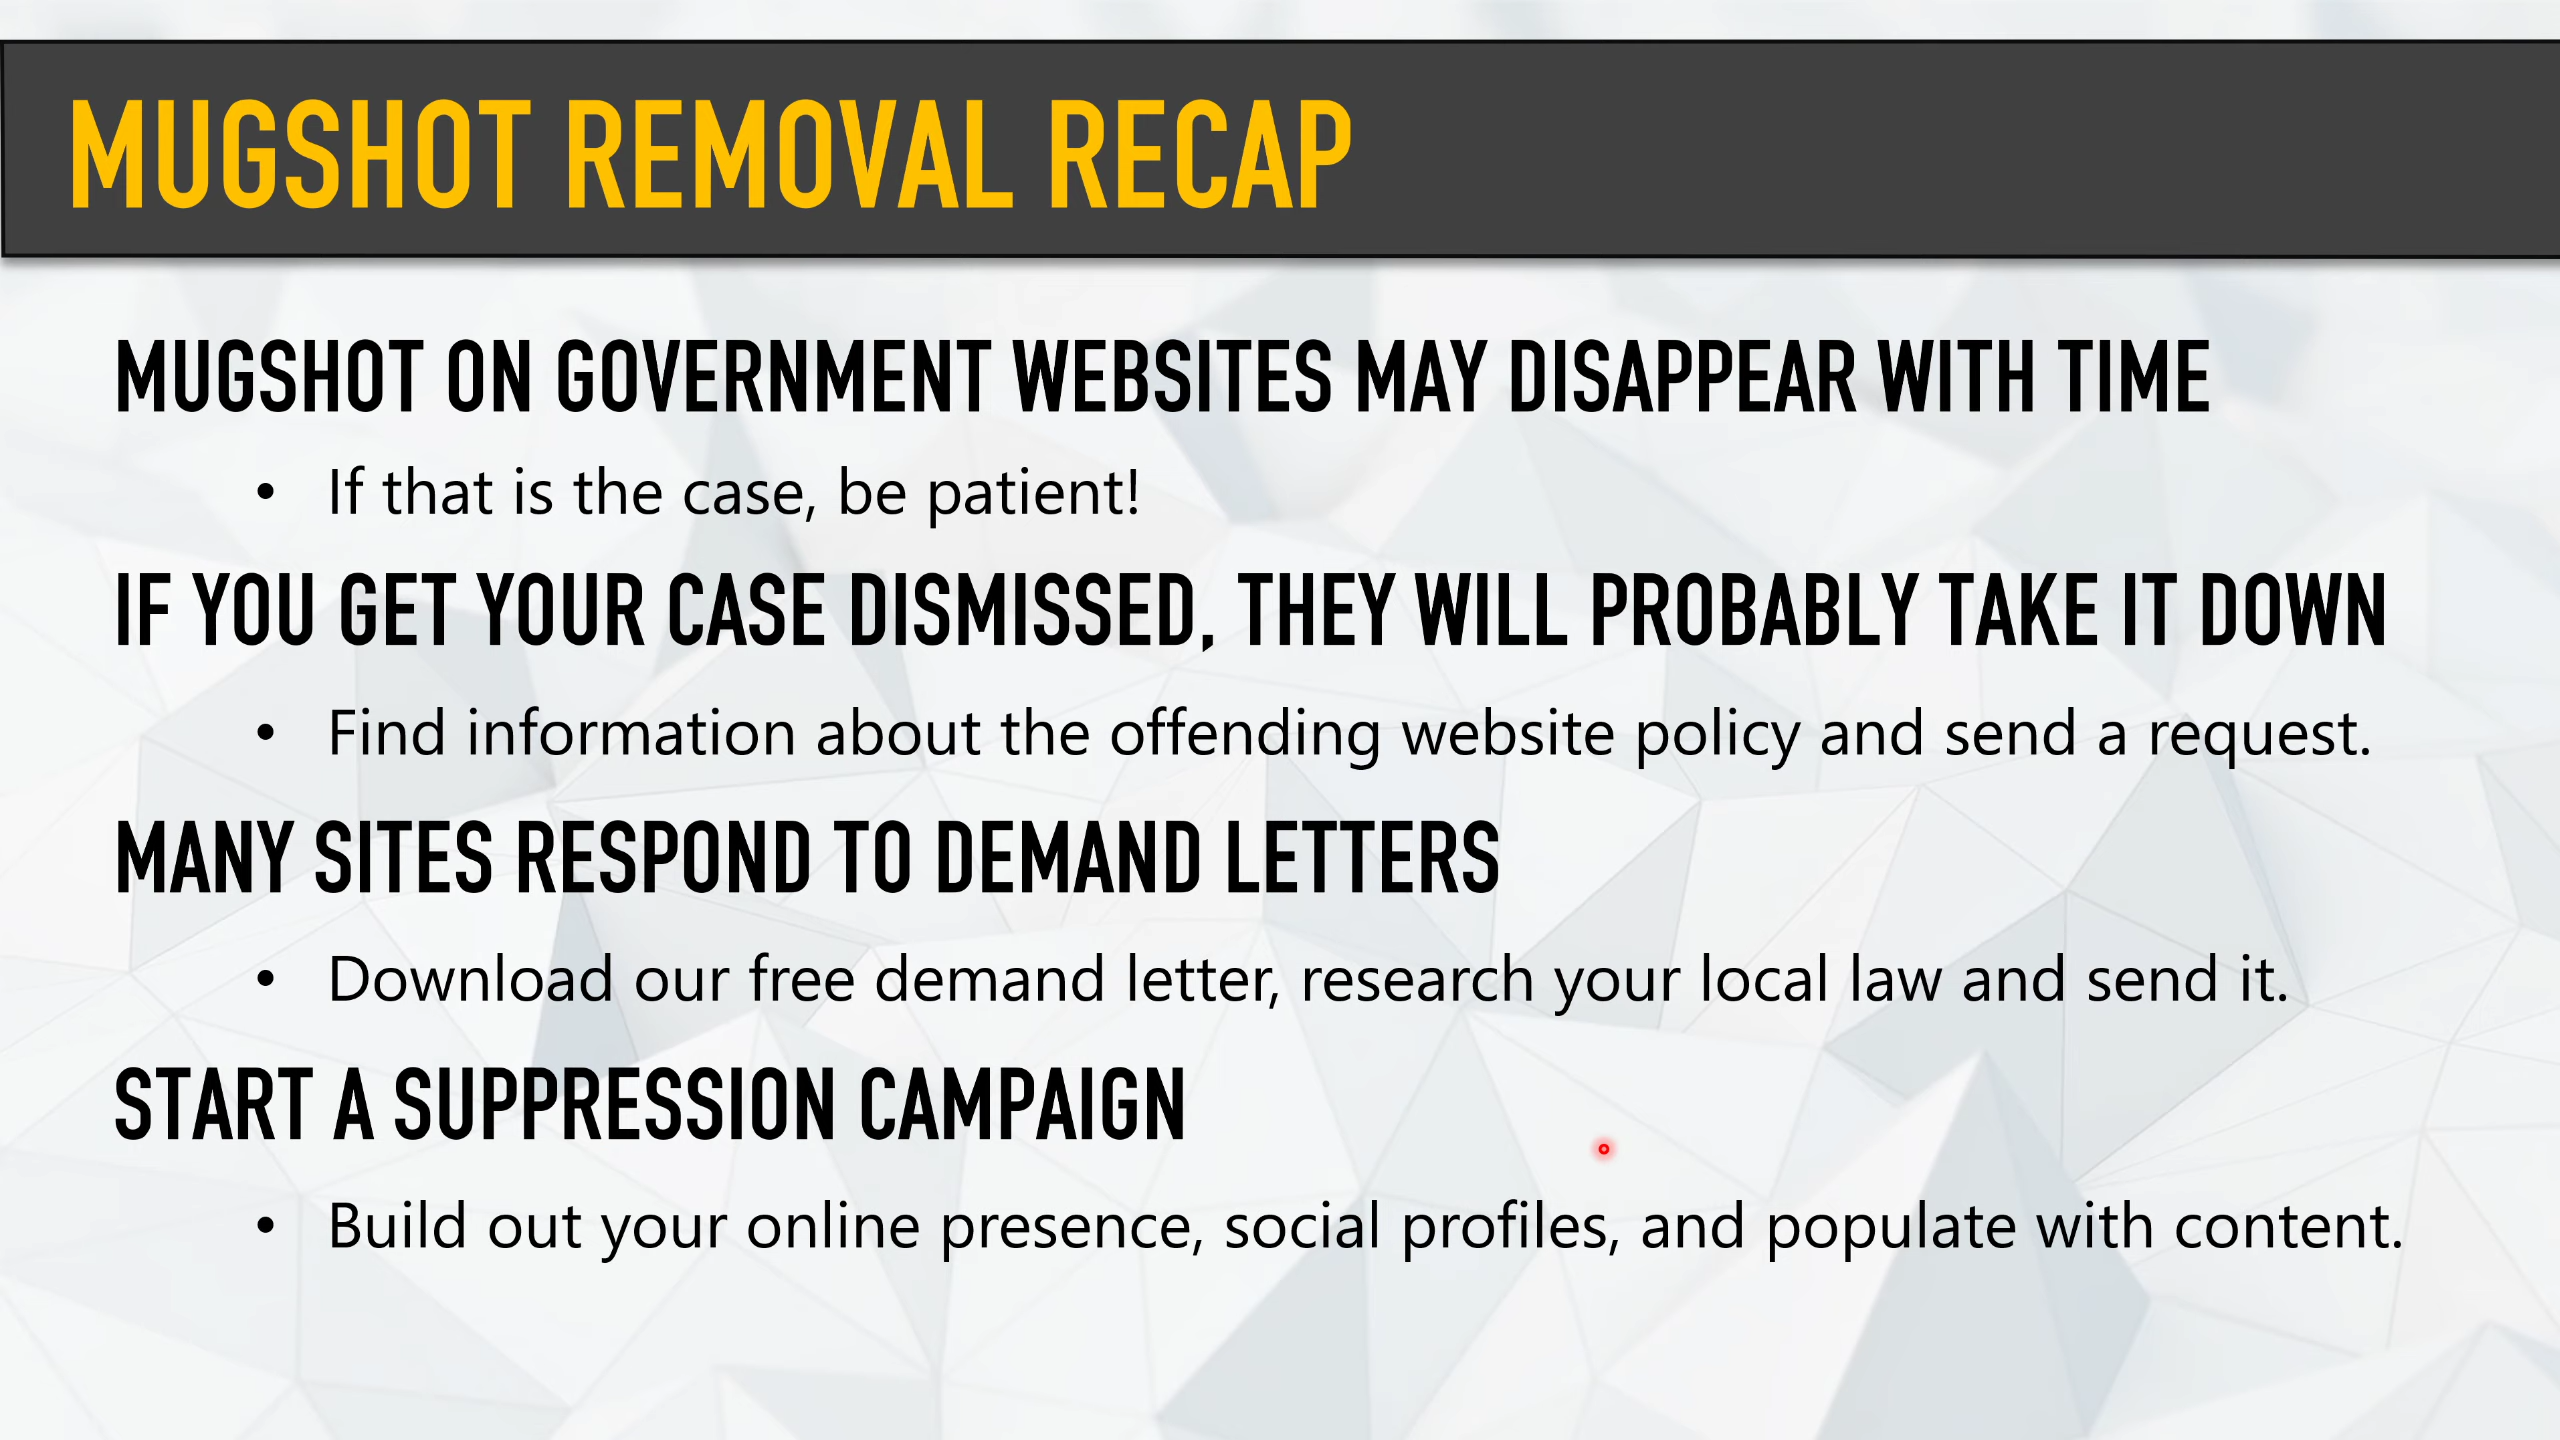 MUGSHOT REMOVAL RECAP
MUGSHOT ON GOVERNMENT WEBSITES MAY DISAPPEAR WITH TIME
• If that is the case, be patient!
IF YOU GET YOUR CASE DISMISSED, THEY WILL PROBABLY TAKE IT DOWN
• Find information about the offending website policy and send a request.
MANY SITES RESPOND TO DEMAND LETTERS
• Download our free demand letter, research your local law and send it.
START A SUPPRESSION CAMPAIGN
• Build out your online presence, social profiles, and populate with content.